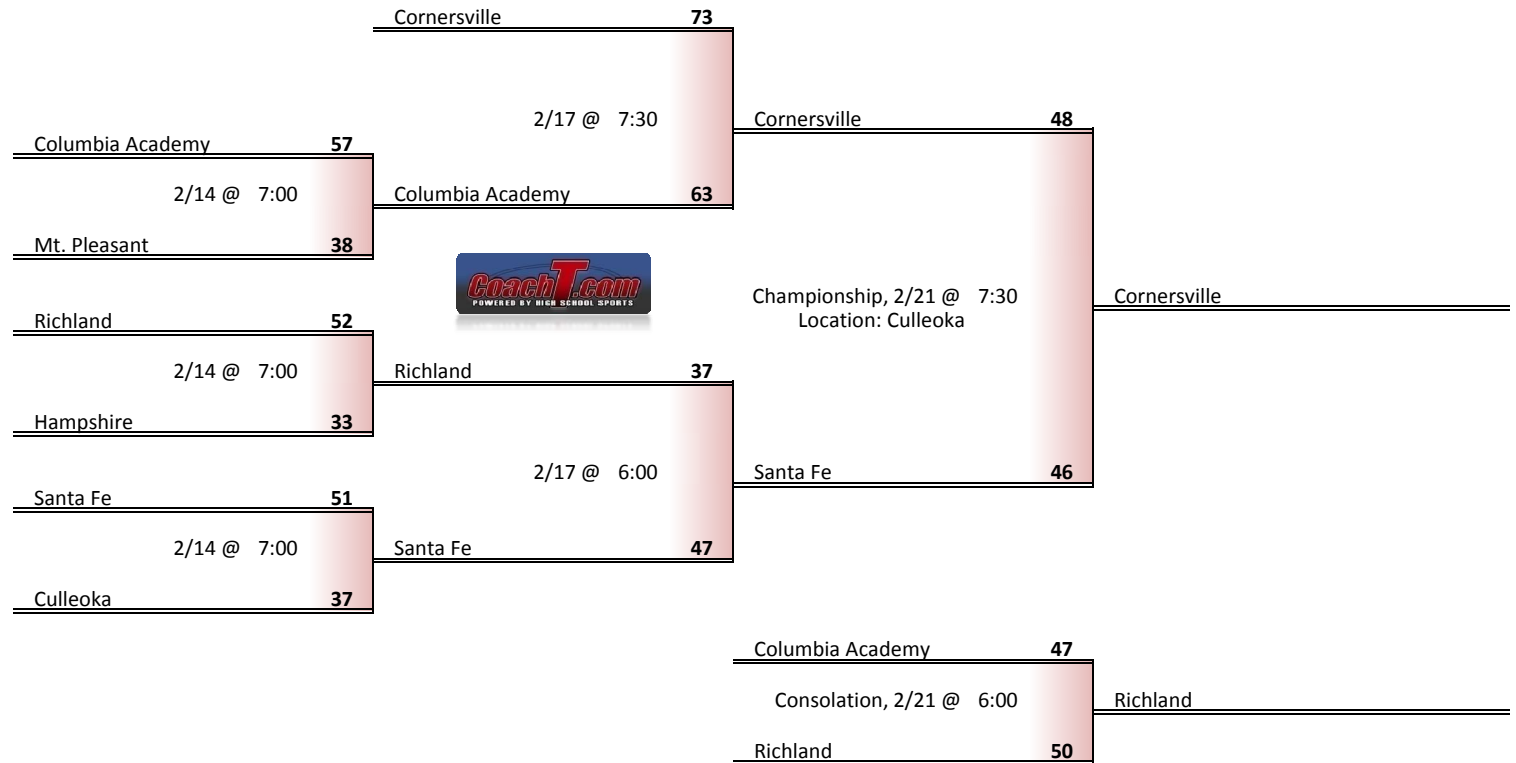 Cornersville 73
2/17 @ 7:30
Cornersville 48
Columbia Academy 57
2/14 @ 7:00
Columbia Academy 63
Mt. Pleasant 38
CoachT.com
POWERED BY HIGH SCHOOL SPORTS
Championship, 2/21 @ 7:30
Location: Culleoka
Cornersville
Richland 52
2/14 @ 7:00
Richland 37
Hampshire 33
2/17 @ 6:00
Santa Fe 46
Santa Fe 51
2/14 @ 7:00
Santa Fe 47
Culleoka 37
Columbia Academy 47
Consolation, 2/21 @ 6:00
Richland
Richland 50